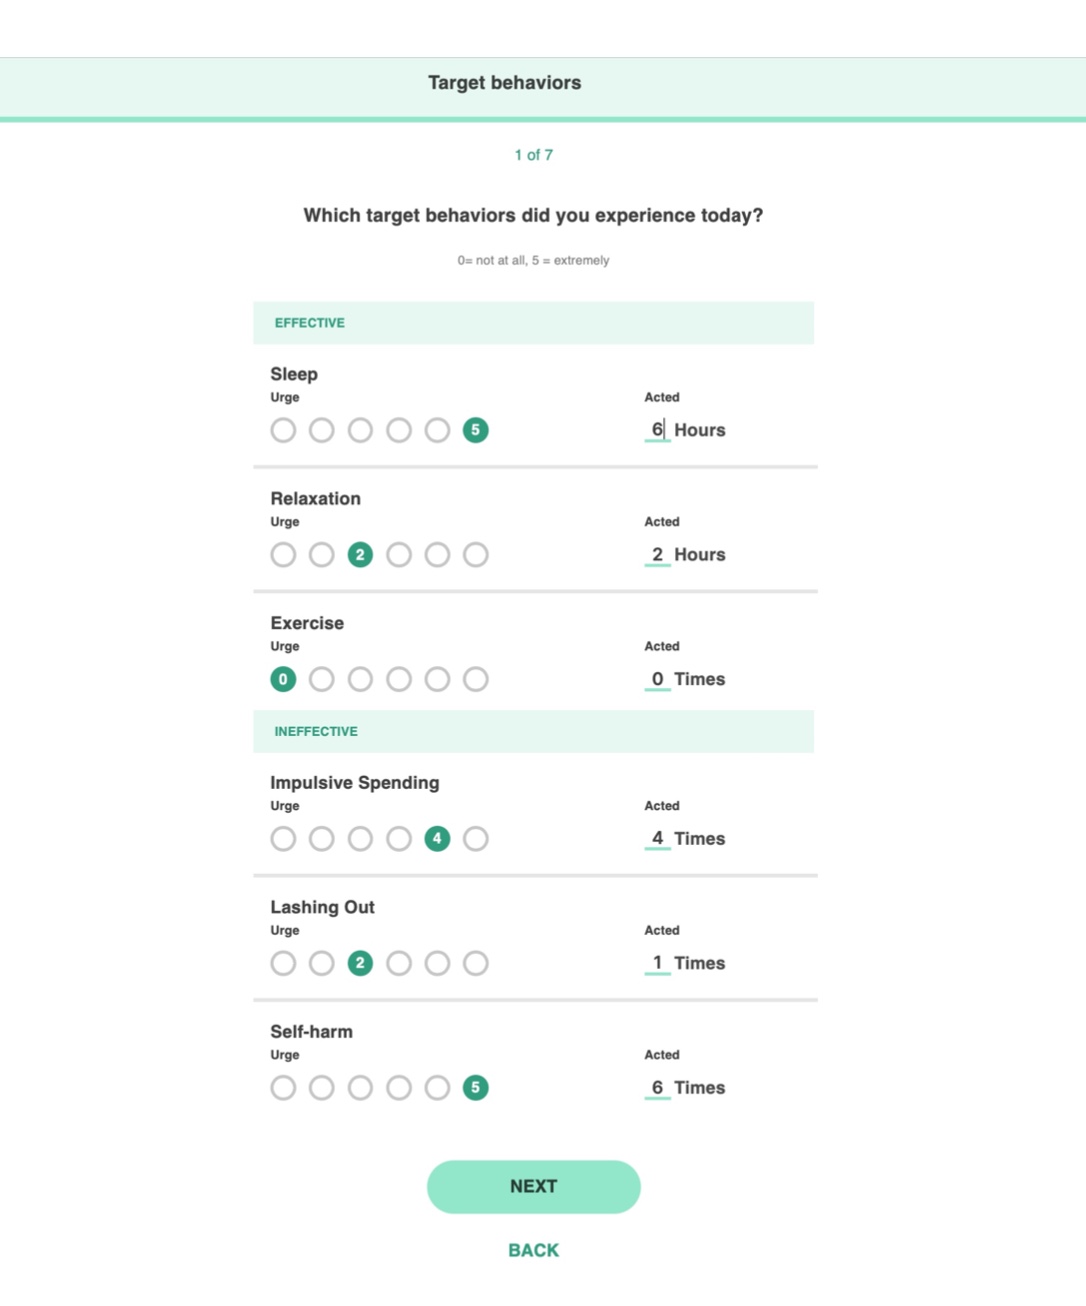 Target behaviors
1 of 7
Which target behaviors did you experience today?
0= not at all, 5 = extremely
EFFECTIVE
Sleep
Urge Acted
5 6 Hours
Relaxation
Urge Acted
2 2 Hours
Exercise
Urge Acted
0 0 Times
INEFFECTIVE
Impulsive Spending
Urge Acted
4 4 Times
Lashing Out
Urge Acted
2 1 Times
Self-harm
Urge Acted
5 6 Times
NEXT
BACK